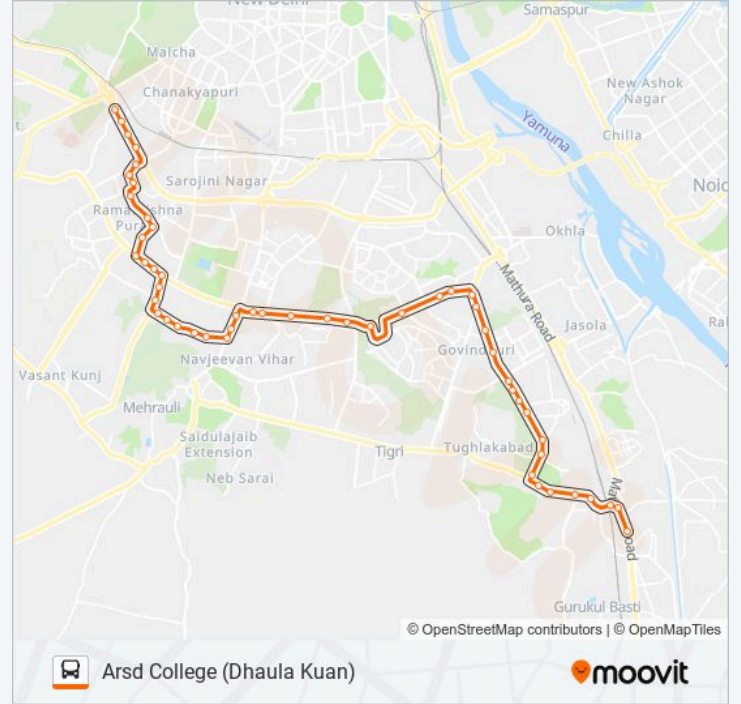 New Delhi
Samaspur
Malcha
Chanakyapuri
New Ashok
Nagar
Yamuna
Chilla
Sarojini Nagar
Noid
Okhla
Mathura Road
Jasola
Navjeevan Vihar
Vasant Kunj
Mehrauli
Saidulajaib
Extension
Tigri
Tughlakabad
Neb Sarai
Gurukul Basti
© OpenStreetMap contributors | © OpenMapTiles
Arsd College (Dhaula Kuan)
moovit